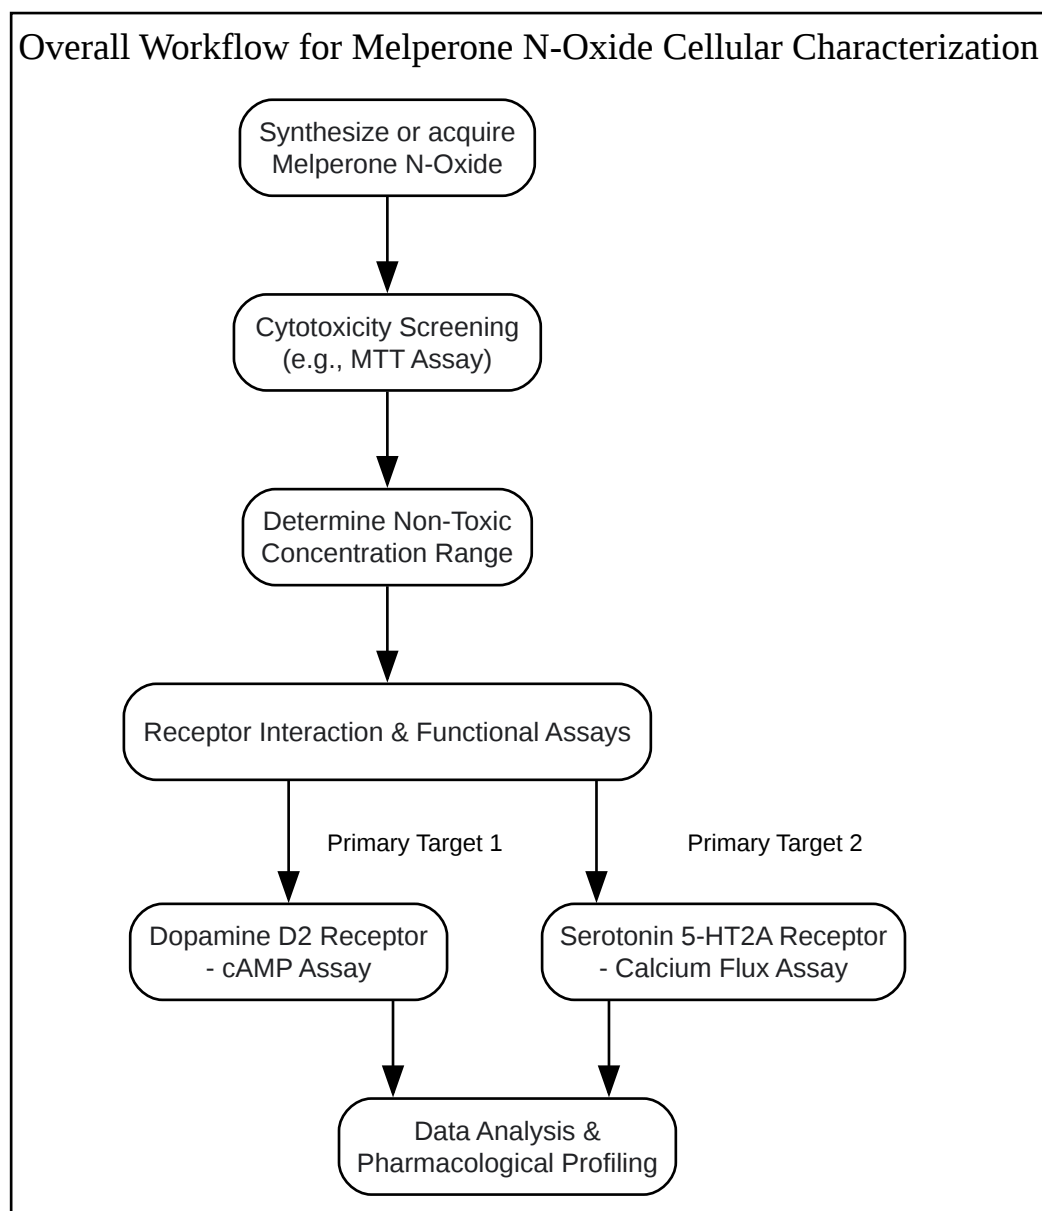 Overall Workflow for Melperone N-Oxide Cellular Characterization
Synthesize or acquire
Melperone N-Oxide
Cytotoxicity Screening
(e.g., MTT Assay)
Determine Non-Toxic
Concentration Range
Receptor Interaction & Functional Assays
Primary Target 1
Primary Target 2
Dopamine D2 Receptor
- cAMP Assay
Serotonin 5-HT2A Receptor
- Calcium Flux Assay
Data Analysis &
Pharmacological Profiling